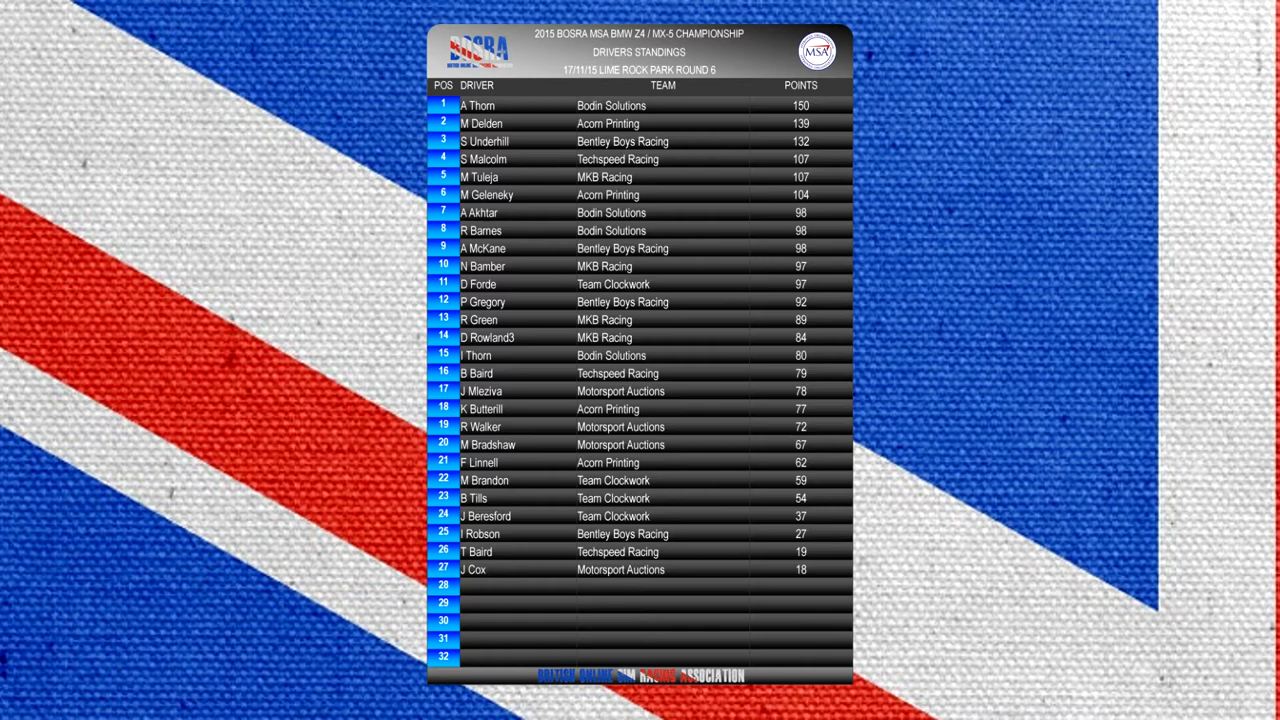 BOSRA
2015 BOSRA MSA BMW Z4 / MX-5 CHAMPIONSHIP
DRIVERS STANDINGS
17/11/15 LIME ROCK PARK ROUND 6
MSA
POS DRIVER TEAM POINTS
1 A Thorn Bodin Solutions 150
2 M Delden Acorn Printing 139
3 S Underhill Bentley Boys Racing 132
4 S Malcolm Techspeed Racing 107
5 M Tuleja MKB Racing 107
6 M Geleneky Acorn Printing 104
7 A Akhtar Bodin Solutions 98
8 R Barnes Bodin Solutions 98
9 A McKane Bentley Boys Racing 98
10 N Bamber MKB Racing 97
11 D Forde Team Clockwork 97
12 P Gregory Bentley Boys Racing 92
13 R Green MKB Racing 89
14 D Rowland3 MKB Racing 84
15 I Thorn Bodin Solutions 80
16 B Baird Techspeed Racing 79
17 J Mleziva Motorsport Auctions 78
18 K Butterill Acorn Printing 77
19 R Walker Motorsport Auctions 72
20 M Bradshaw Motorsport Auctions 67
21 F Linnell Acorn Printing 62
22 M Brandon Team Clockwork 59
23 B Tills Team Clockwork 54
24 J Beresford Team Clockwork 37
25 I Robson Bentley Boys Racing 27
26 T Baird Techspeed Racing 19
27 J Cox Motorsport Auctions 18
28
29
30
31
32
BRITISH ONLINE SIM RACING ASSOCIATION